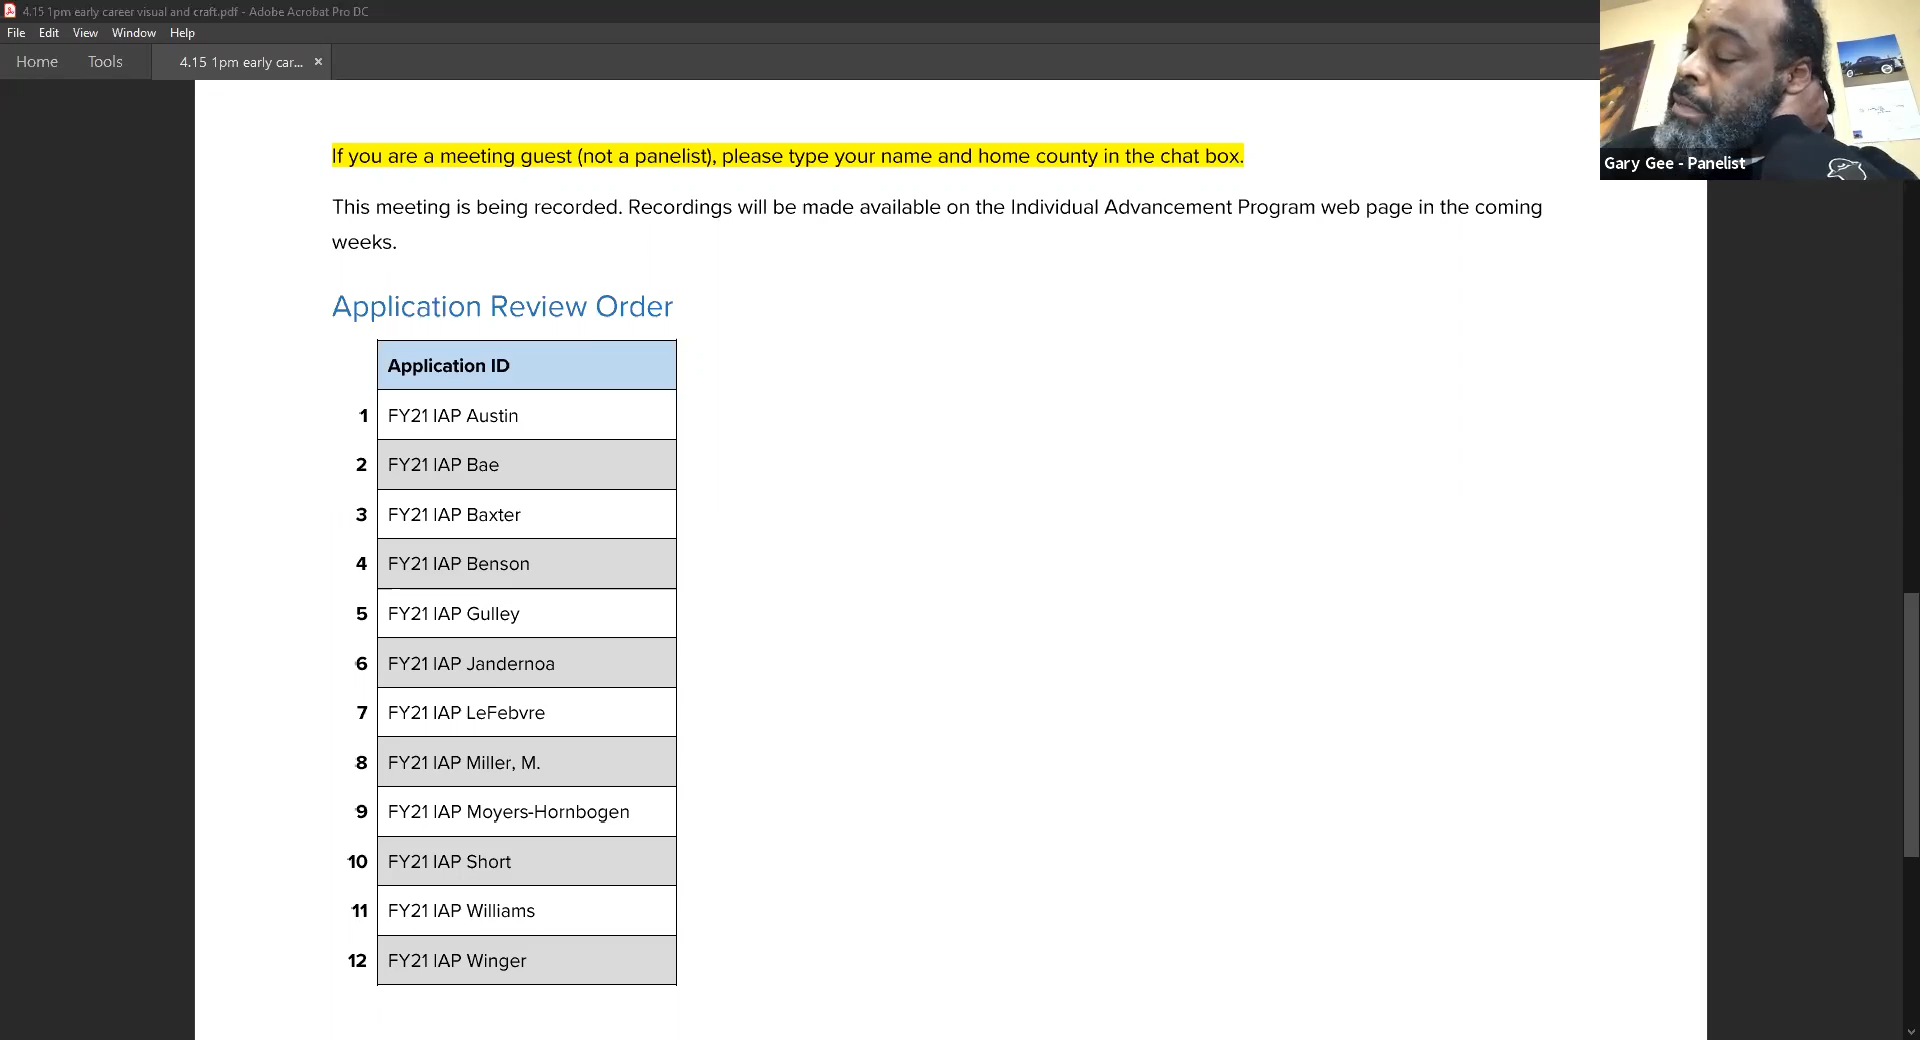 4.15 1pm early career visual and craft.pdf - Adobe Acrobat Pro DC
File Edit View Window Help
Home Tools 4.15 1pm early car... ×
If you are a meeting guest (not a panelist), please type your name and home county in the chat box.
This meeting is being recorded. Recordings will be made available on the Individual Advancement Program web page in the coming
weeks.
Application Review Order
Application ID
1 FY21 IAP Austin
2 FY21 IAP Bae
3 FY21 IAP Baxter
4 FY21 IAP Benson
5 FY21 IAP Gulley
6 FY21 IAP Jandernoa
7 FY21 IAP LeFebvre
8 FY21 IAP Miller, M.
9 FY21 IAP Moyers-Hornbogen
10 FY21 IAP Short
11 FY21 IAP Williams
12 FY21 IAP Winger
Gary Gee - Panelist